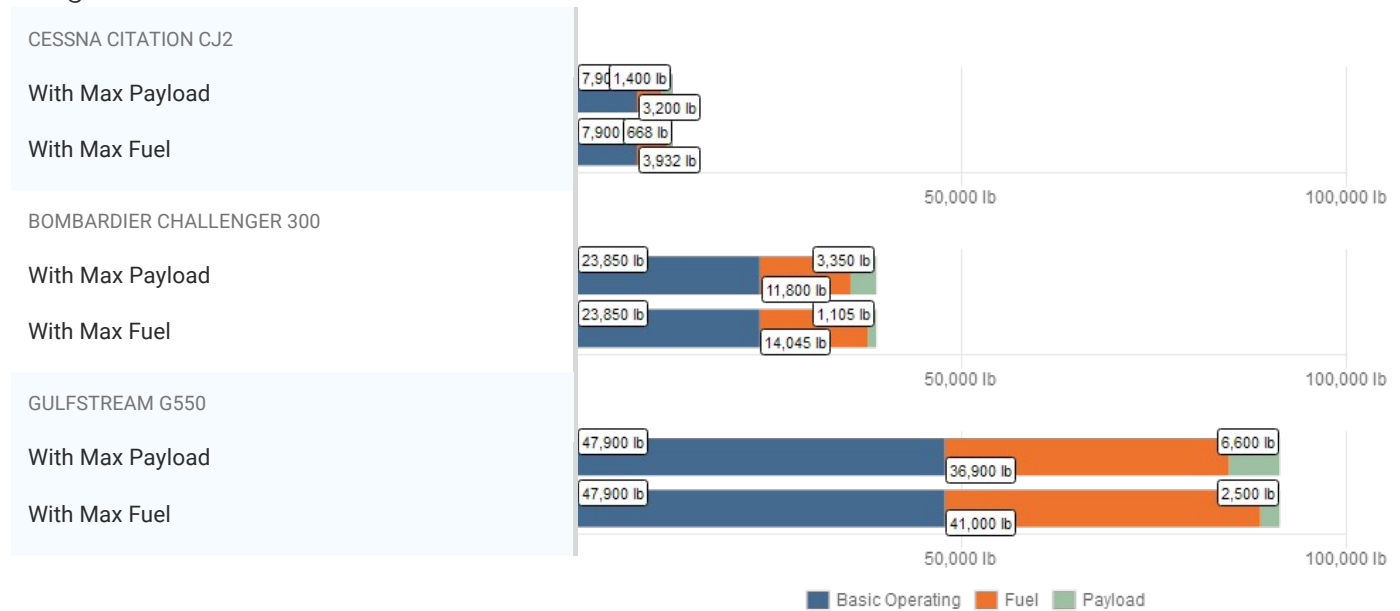 CESSNA CITATION CJ2
With Max Payload
7,90 1,400 lb
3,200 lb
With Max Fuel
7,900 668 lb
3,932 lb
50,000 lb 100,000 lb
BOMBARDIER CHALLENGER 300
With Max Payload
23,850 lb 3,350 lb
11,800 lb
With Max Fuel
23,850 lb 1,105 lb
14,045 lb
50,000 lb 100,000 lb
GULFSTREAM G550
With Max Payload
47,900 lb 6,600 lb
36,900 lb
With Max Fuel
47,900 lb 2,500 lb
41,000 lb
50,000 lb 100,000 lb
Basic Operating Fuel Payload